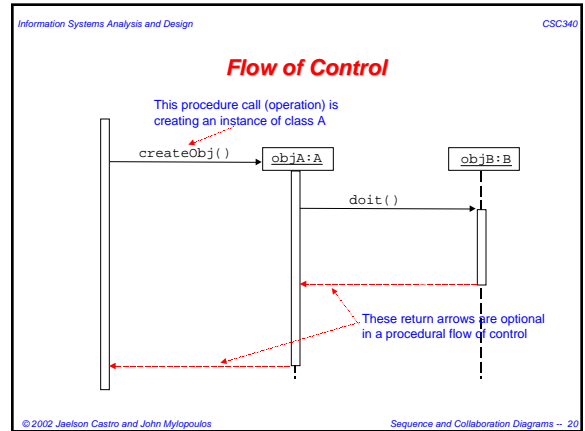 Information Systems Analysis and Design
CSC340
Flow of Control
This procedure call (operation) is
creating an instance of class A
createObj()
objA:A
objB:B
doit()
These return arrows are optional
in a procedural flow of control
© 2002 Jaelson Castro and John Mylopoulos
Sequence and Collaboration Diagrams -- 20